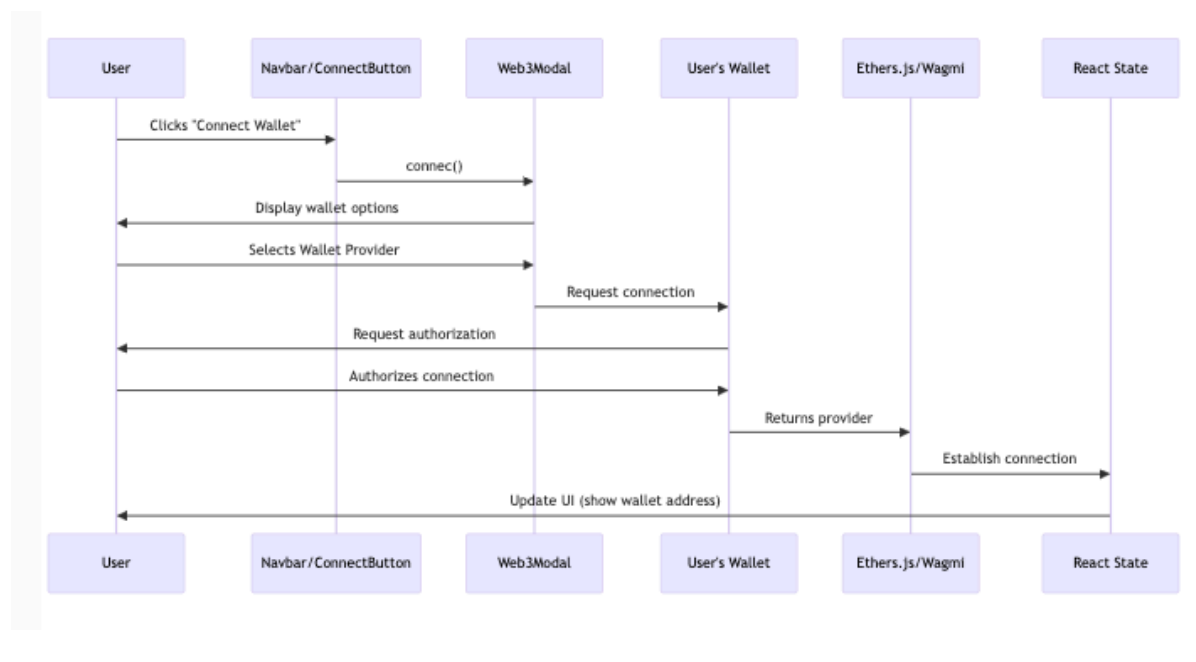 User
Navbar/ConnectButton
Web3Modal
User's Wallet
Ethers.js/Wagmi
React State
Clicks "Connect Wallet"
connec()
Display wallet options
Selects Wallet Provider
Request connection
Request authorization
Authorizes connection
Returns provider
Establish connection
Update UI (show wallet address)
User
Navbar/ConnectButton
Web3Modal
User's Wallet
Ethers.js/Wagmi
React State